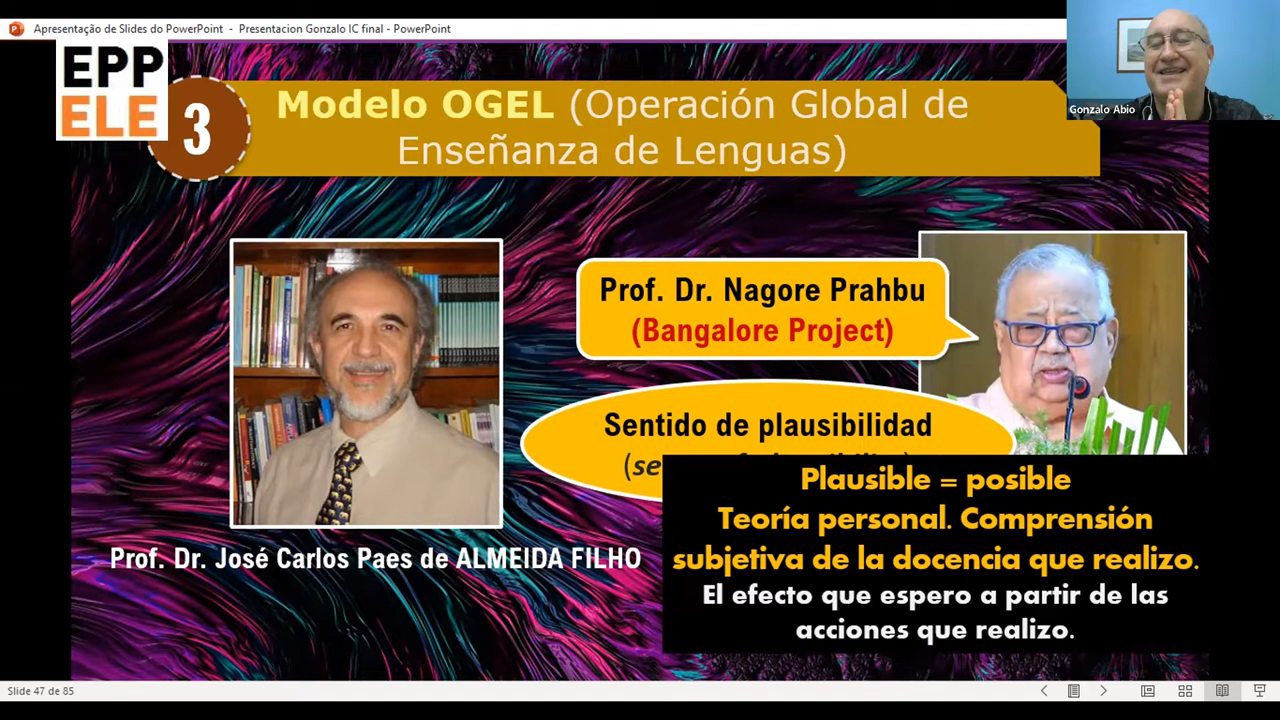 Apresentação de Slides do PowerPoint - Presentacion Gonzalo IC final - PowerPoint
EPP
ELE
Gonzalo Abio
3
Modelo OGEL (Operación Global de
Enseñanza de Lenguas)
Prof. Dr. Nagore Prahbu
(Bangalore Project)
Sentido de plausibilidad
Plausible = posible
Teoría personal. Comprensión
subjetiva de la docencia que realizo.
El efecto que espero a partir de las
acciones que realizo.
Prof. Dr. José Carlos Paes de ALMEIDA FILHO
Slide 47 de 85